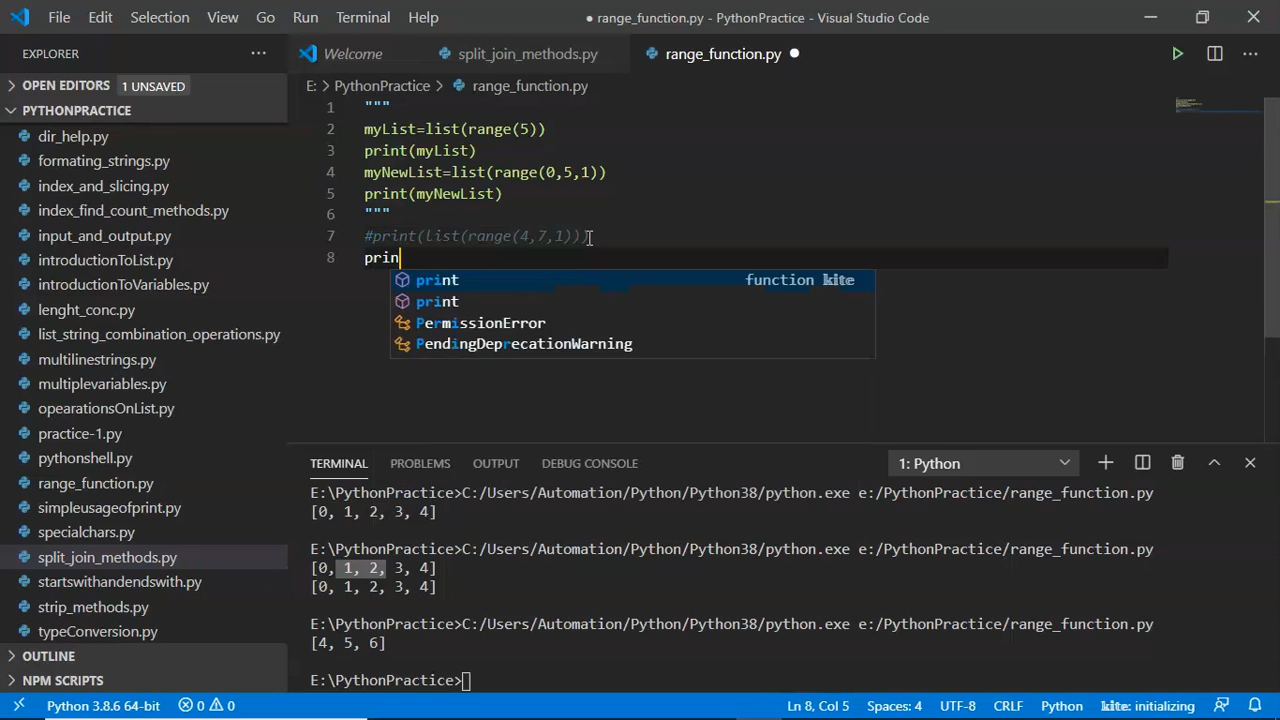 File Edit Selection View Go Run Terminal Help ● range_function.py - PythonPractice - Visual Studio Code
EXPLORER
Welcome split_join_methods.py range_function.py
OPEN EDITORS 1 UNSAVED
E: > PythonPractice > range_function.py
PYTHONPRACTICE
dir_help.py
formating_strings.py
index_and_slicing.py
index_find_count_methods.py
input_and_output.py
introductionToList.py
introductionToVariables.py
lenght_conc.py
list_string_combination_operations.py
multilinestrings.py
multiplevariables.py
opearationsOnList.py
practice-1.py
pythonshell.py
range_function.py
simpleusageofprint.py
specialchars.py
split_join_methods.py
startswithandendswith.py
strip_methods.py
typeConversion.py
OUTLINE
NPM SCRIPTS
1 """
2 myList=list(range(5))
3 print(myList)
4 myNewList=list(range(0,5,1))
5 print(myNewList)
6 """
7 #print(list(range(4,7,1)))
8 prin
print function kite
print
PermissionError
PendingDeprecationWarning
TERMINAL PROBLEMS OUTPUT DEBUG CONSOLE 1: Python
E:\PythonPractice>C:/Users/Automation/Python/Python38/python.exe e:/PythonPractice/range_function.py
[0, 1, 2, 3, 4]
E:\PythonPractice>C:/Users/Automation/Python/Python38/python.exe e:/PythonPractice/range_function.py
[0, 1, 2, 3, 4]
[0, 1, 2, 3, 4]
E:\PythonPractice>C:/Users/Automation/Python/Python38/python.exe e:/PythonPractice/range_function.py
[4, 5, 6]
E:\PythonPractice>
Python 3.8.6 64-bit 0 0 Ln 8, Col 5 Spaces: 4 UTF-8 CRLF Python kite: initializing